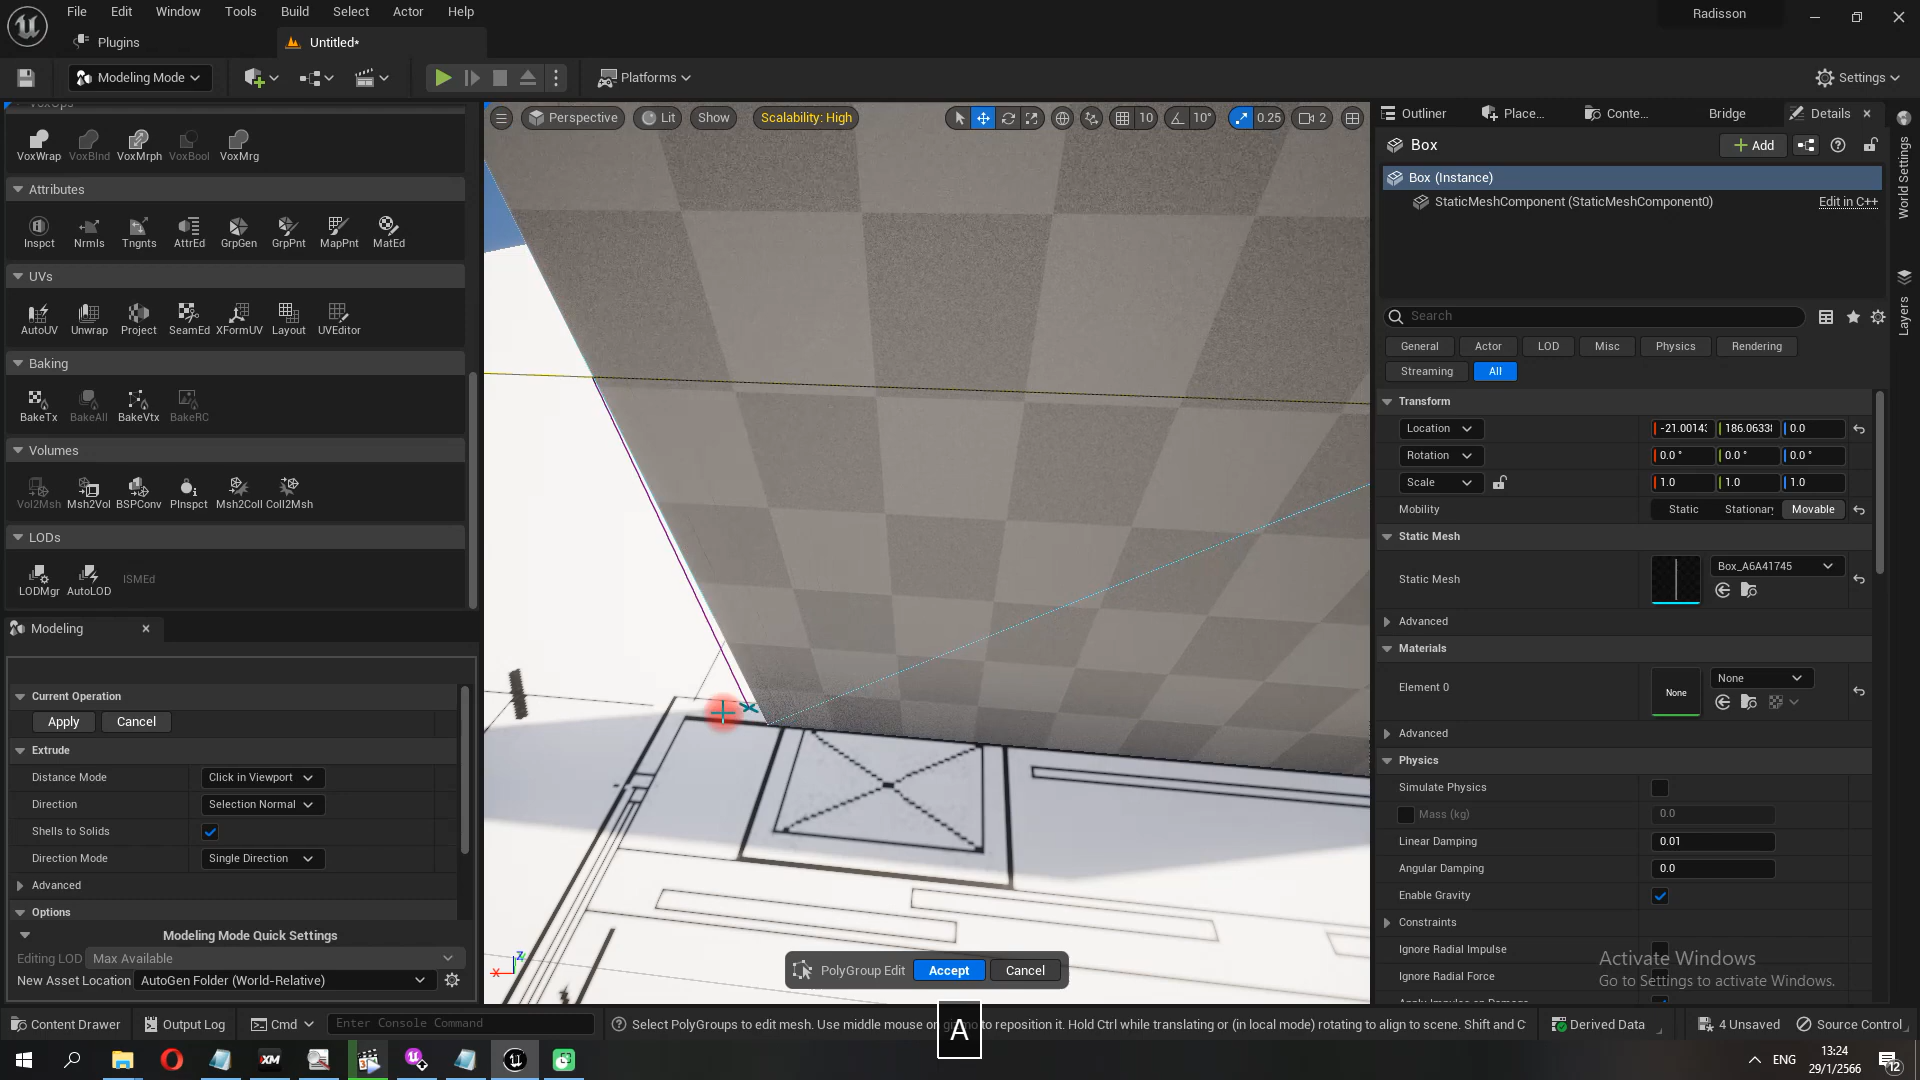 File Edit Window Tools Build Select Actor Help
Radisson
Plugins
Untitled*
Modeling Mode
Platforms
Settings
VoxWrap VoxBlnd VoxMrph VoxBool VoxMrg
Attributes
Inspct Nrmls Tngnts AttrEd GrpGen GrpPnt MapPnt MatEd
UVs
AutoUV Unwrap Project SeamEd XFormUV Layout UVEditor
Baking
BakeTx BakeAll BakeVtx BakeRC
Volumes
Vol2Msh Msh2Vol BSPConv PInspct Msh2Coll Coll2Msh
LODs
LODMgr AutoLOD ISMEd
Modeling
Current Operation
Apply Cancel
Extrude
Distance Mode Click in Viewport
Direction Selection Normal
Shells to Solids
Direction Mode Single Direction
Advanced
Options
Modeling Mode Quick Settings
Editing LOD Max Available
New Asset Location AutoGen Folder (World-Relative)
Perspective Lit Show Scalability: High
10 10° 0.25 2
X Z
PolyGroup Edit Accept Cancel
Outliner Place... Conte... Bridge Details
Box
Add
Box (Instance)
StaticMeshComponent (StaticMeshComponent0) Edit in C++
Search
General Actor LOD Misc Physics Rendering
Streaming All
Transform
Location -21.00143 186.06338 0.0
Rotation 0.0 ° 0.0 ° 0.0 °
Scale 1.0 1.0 1.0
Mobility Static Stationary Movable
Static Mesh
Static Mesh Box_A6A41745
Advanced
Materials
Element 0 None None
Advanced
Physics
Simulate Physics
Mass (kg) 0.0
Linear Damping 0.01
Angular Damping 0.0
Enable Gravity
Constraints
Ignore Radial Impulse
Ignore Radial Force
World Settings
Layers
Activate Windows
Go to Settings to activate Windows.
Content Drawer Output Log Cmd Enter Console Command
Select PolyGroups to edit mesh. Use middle mouse on gizmo to reposition it. Hold Ctrl while translating or (in local mode) rotating to align to scene. Shift and C
A
Derived Data 4 Unsaved Source Control
XM
ENG
13:24
29/1/2566
12